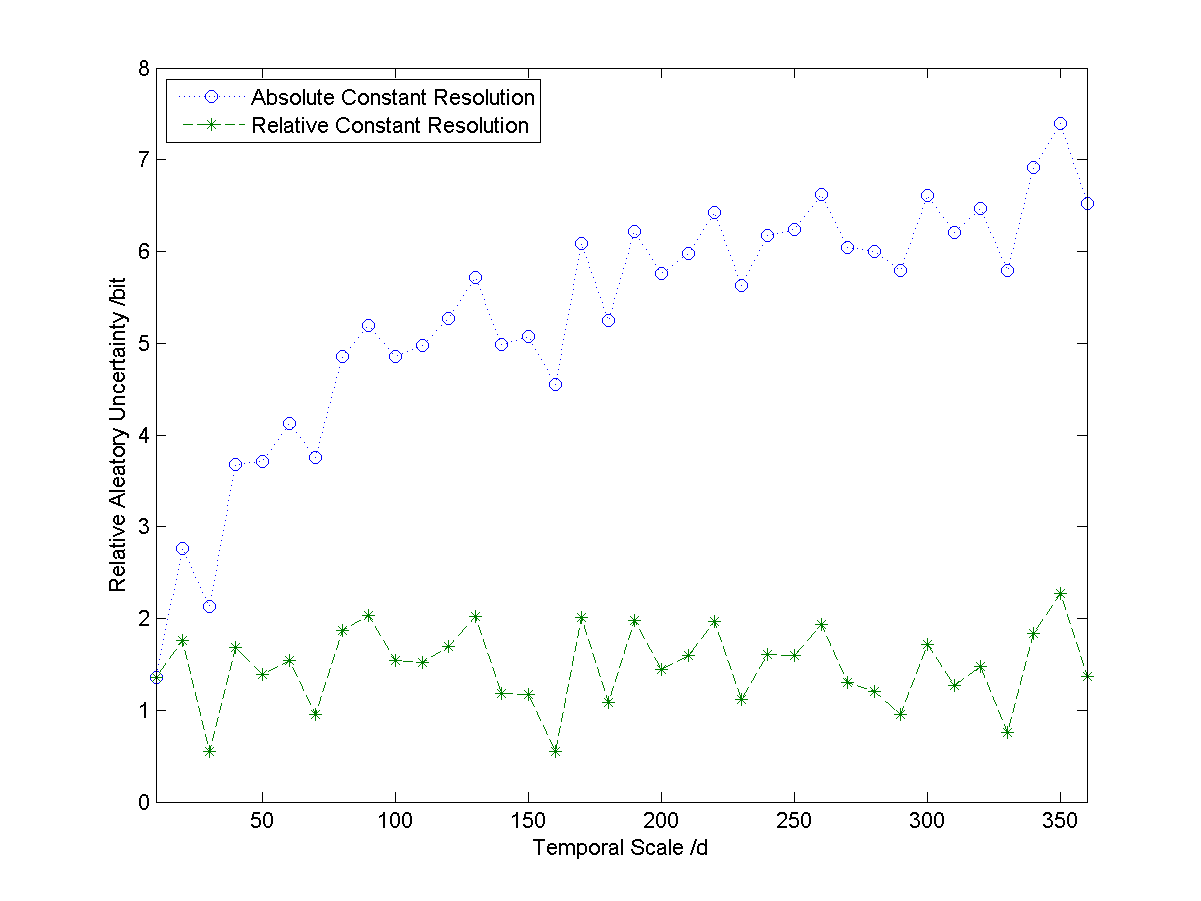 8
7
6
5
4
3
2
1
0
Absolute Constant Resolution
Relative Constant Resolution
Relative Aleatory Uncertainty /bit
50 100 150 200 250 300 350
Temporal Scale /d